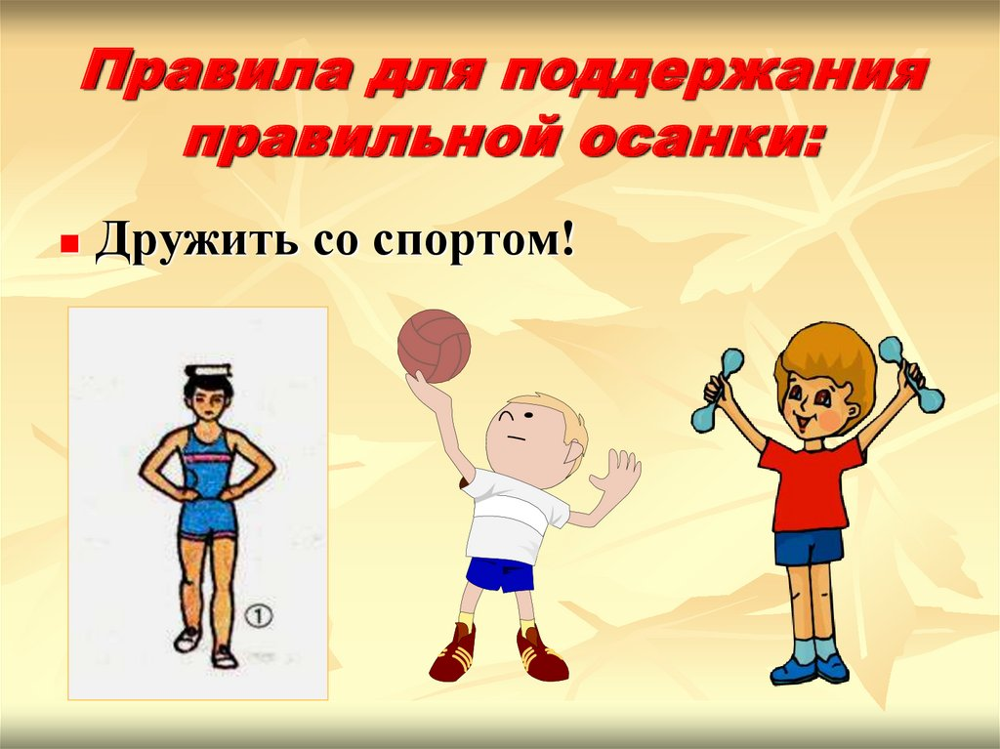 Правила для поддержания
правильной осанки:
Дружить со спортом!
①